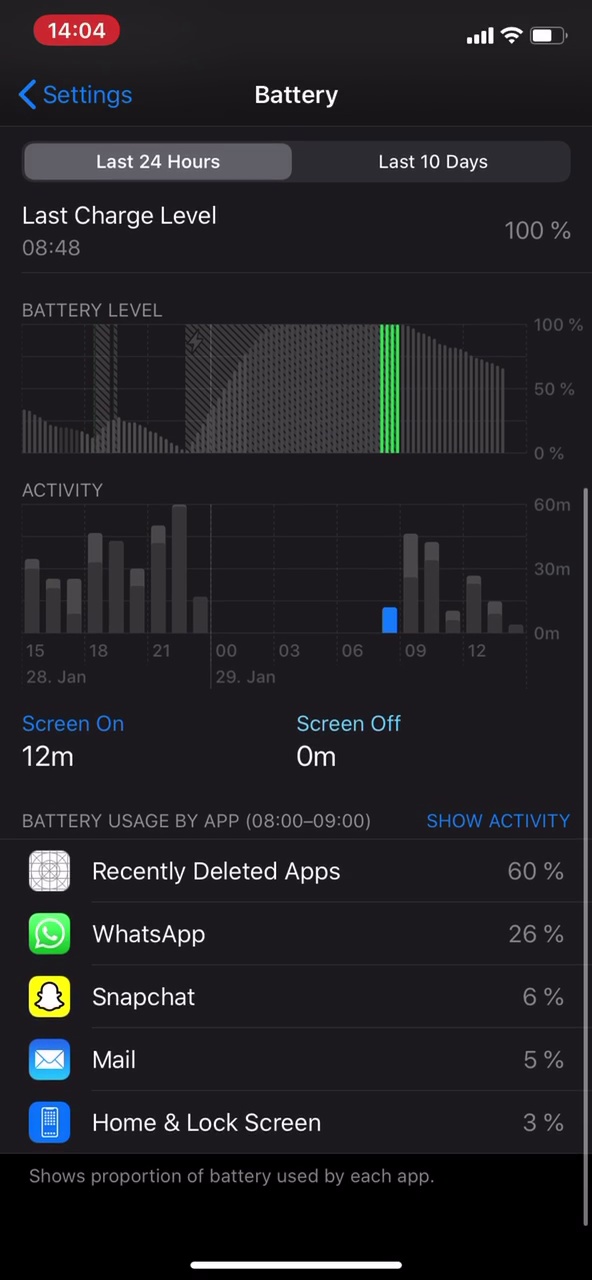 14:04
Settings
Battery
Last 24 Hours
Last 10 Days
Last Charge Level
08:48
100 %
BATTERY LEVEL
100 %
50 %
0 %
ACTIVITY
60m
30m
0m
15 18 21 00 03 06 09 12
28. Jan 29. Jan
Screen On
12m
Screen Off
0m
BATTERY USAGE BY APP (08:00–09:00)
SHOW ACTIVITY
Recently Deleted Apps 60 %
WhatsApp 26 %
Snapchat 6 %
Mail 5 %
Home & Lock Screen 3 %
Shows proportion of battery used by each app.